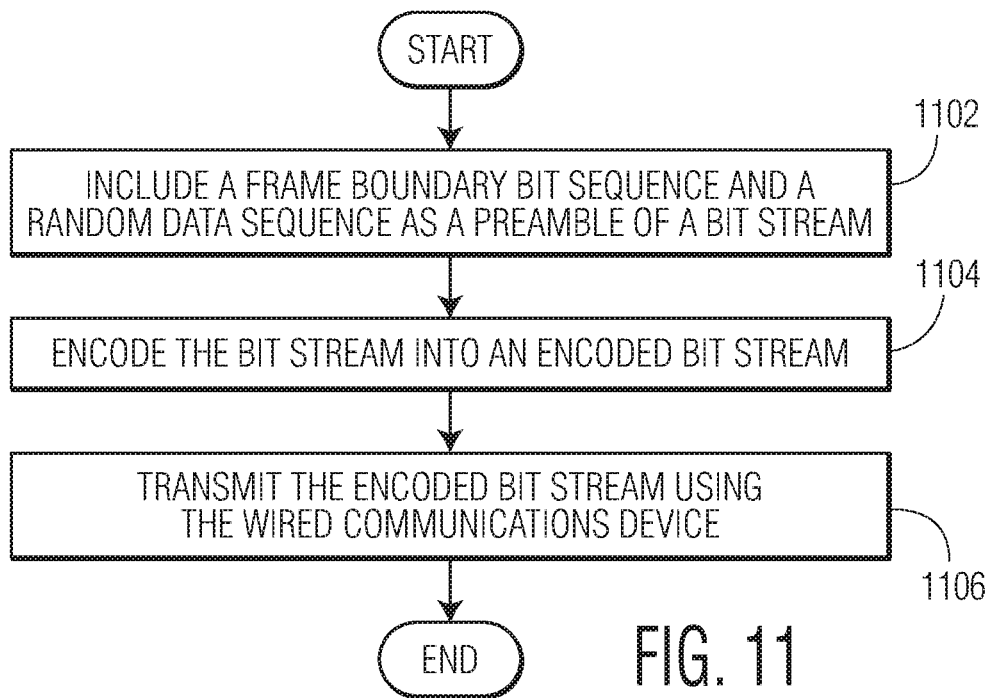 START
1102
INCLUDE A FRAME BOUNDARY BIT SEQUENCE AND A
RANDOM DATA SEQUENCE AS A PREAMBLE OF A BIT STREAM
1104
ENCODE THE BIT STREAM INTO AN ENCODED BIT STREAM
TRANSMIT THE ENCODED BIT STREAM USING
THE WIRED COMMUNICATIONS DEVICE
1106
END
FIG. 11